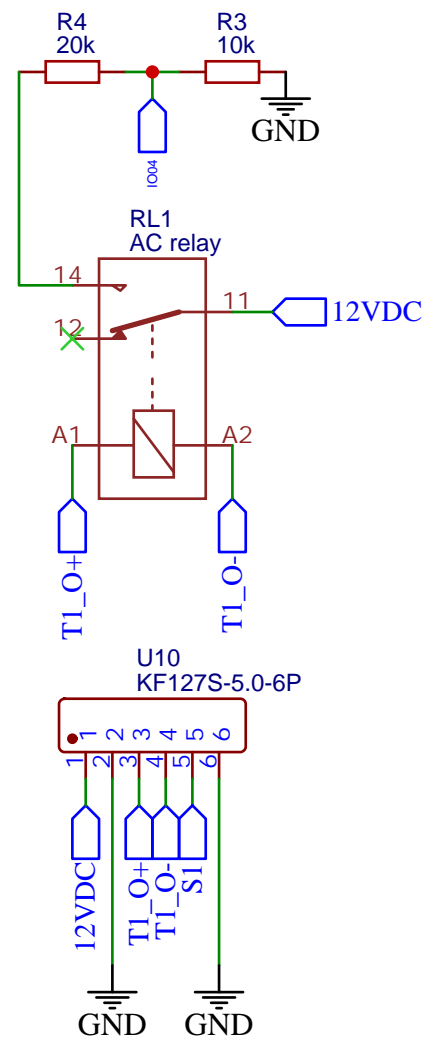 R4
20k
R3
10k
GND
IO04
RL1
AC relay
14
12
11
12VDC
A1
A2
T1_O+
T1_O-
U10
KF127S-5.0-6P
1 2 3 4 5 6
1 2 3 4 5 6
12VDC
T1_O+
T1_O-
S1
GND
GND